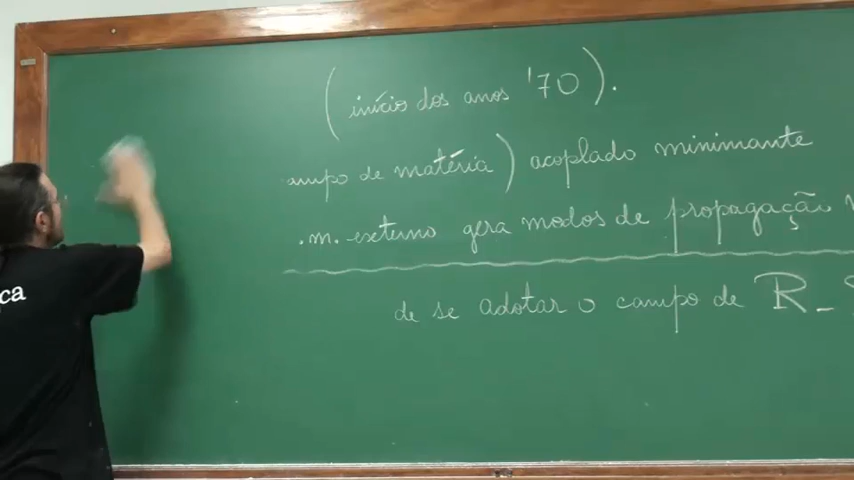 (início dos anos '70).
ampo de matéria) acoplado minimamente
.m. externo gera modos de propagação
de se adotar o campo de R-S
ca